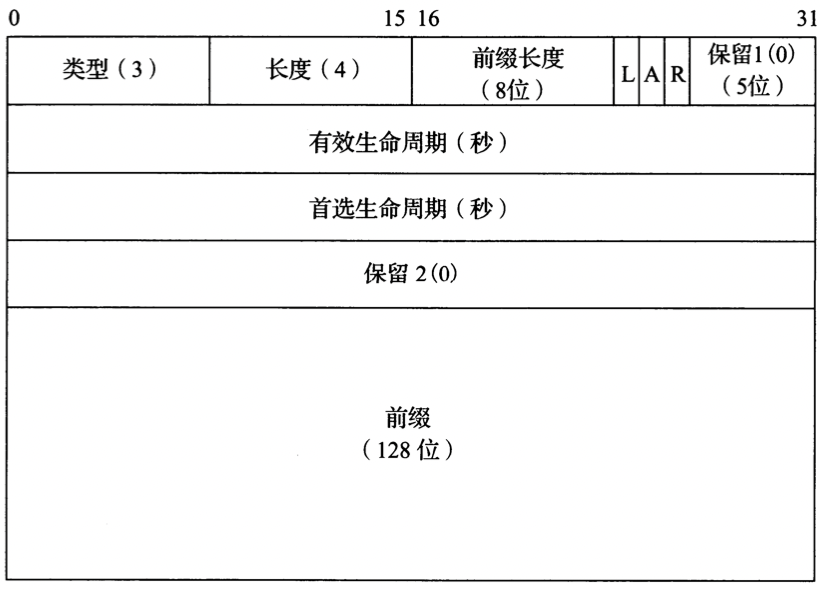 0 15 16 31
类型（3） 长度（4） 前缀长度 L A R 保留1(0)
（8位） （5位）
有效生命周期（秒）
首选生命周期（秒）
保留 2(0)
前缀
（128 位）